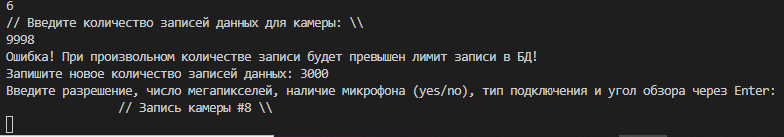 6
// Введите количество записей данных для камеры: \\
9998
Ошибка! При произвольном количестве записи будет превышен лимит записи в БД!
Запишите новое количество записей данных: 3000
Введите разрешение, число мегапикселей, наличие микрофона (yes/no), тип подключения и угол обзора через Enter:
// Запись камеры #8 \\